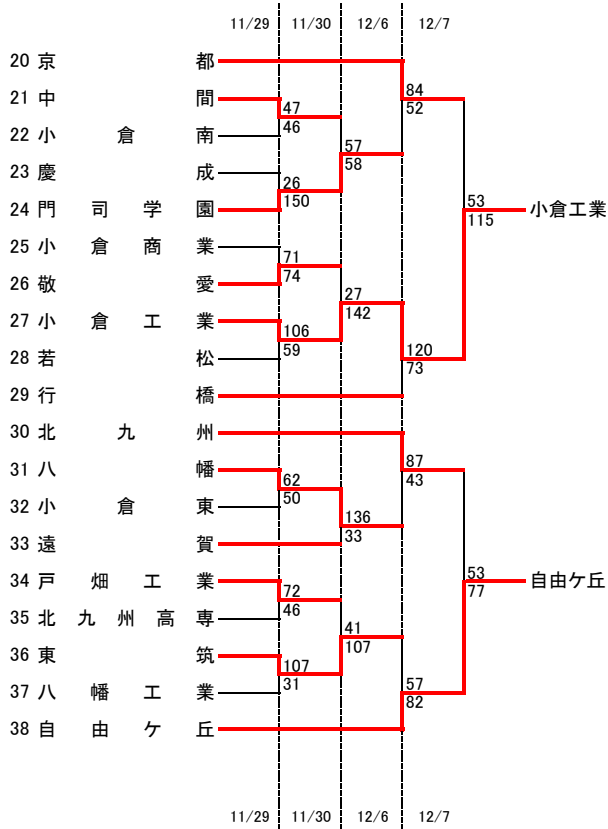 11/29 11/30 12/6 12/7
20 京都
84
21 中間
47
52
46
22 小倉南
57
58
23 慶成
26
150
24 門司学園
53
小倉工業
115
25 小倉商業
71
74
26 敬愛
27
142
27 小倉工業
106
59
28 若松
120
73
29 行橋
30 北九州
87
31 八幡
62
43
50
32 小倉東
136
33
33 遠賀
34 戸畑工業
72
53
自由ケ丘
77
46
35 北九州高専
41
107
36 東筑
107
31
37 八幡工業
57
82
38 自由ケ丘
11/29 11/30 12/6 12/7